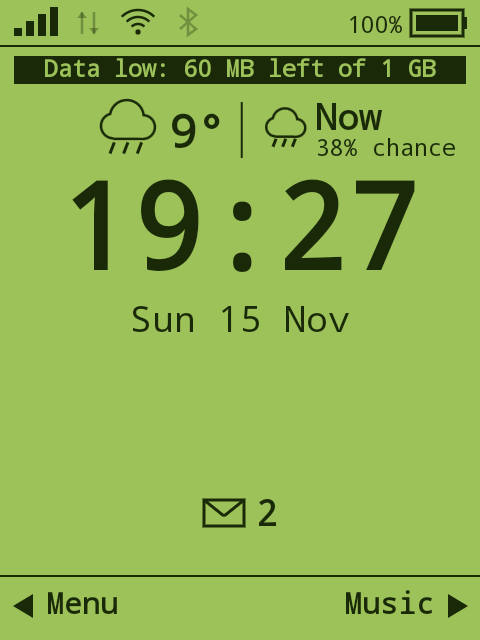 100%
Data low: 60 MB left of 1 GB
9° Now
38% chance
19:27
Sun 15 Nov
2
Menu Music